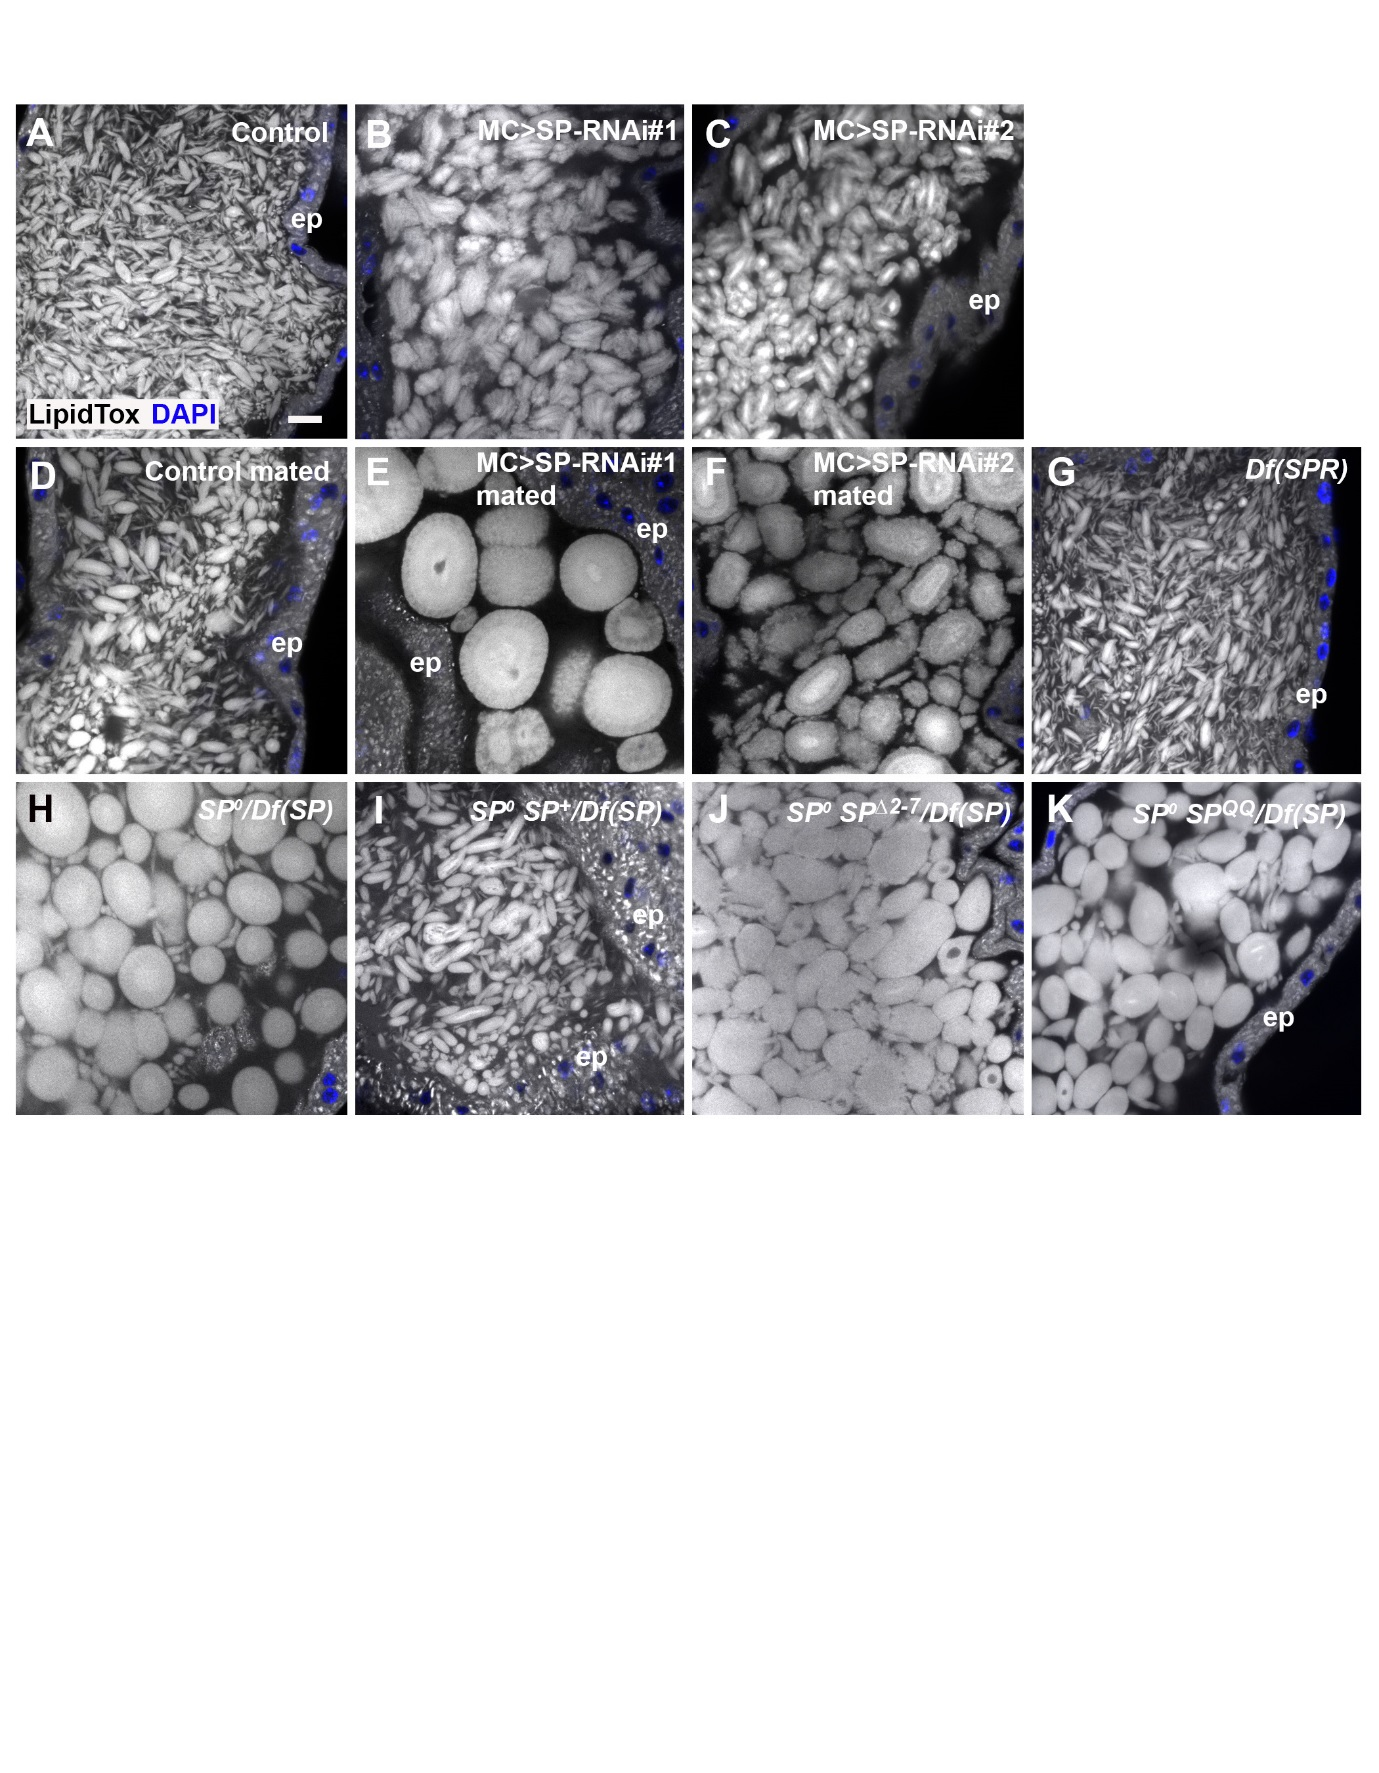 A Control
ep
LipidTox DAPI
B MC>SP-RNAi#1
C MC>SP-RNAi#2
ep
D Control mated
ep
E MC>SP-RNAi#1
mated
ep
ep
F MC>SP-RNAi#2
mated
G Df(SPR)
ep
H SP⁰/Df(SP)
I SP⁰ SP⁺/Df(SP)
ep
ep
J SP⁰ SP^Δ2-7/Df(SP)
K SP⁰ SP^QQ/Df(SP)
ep